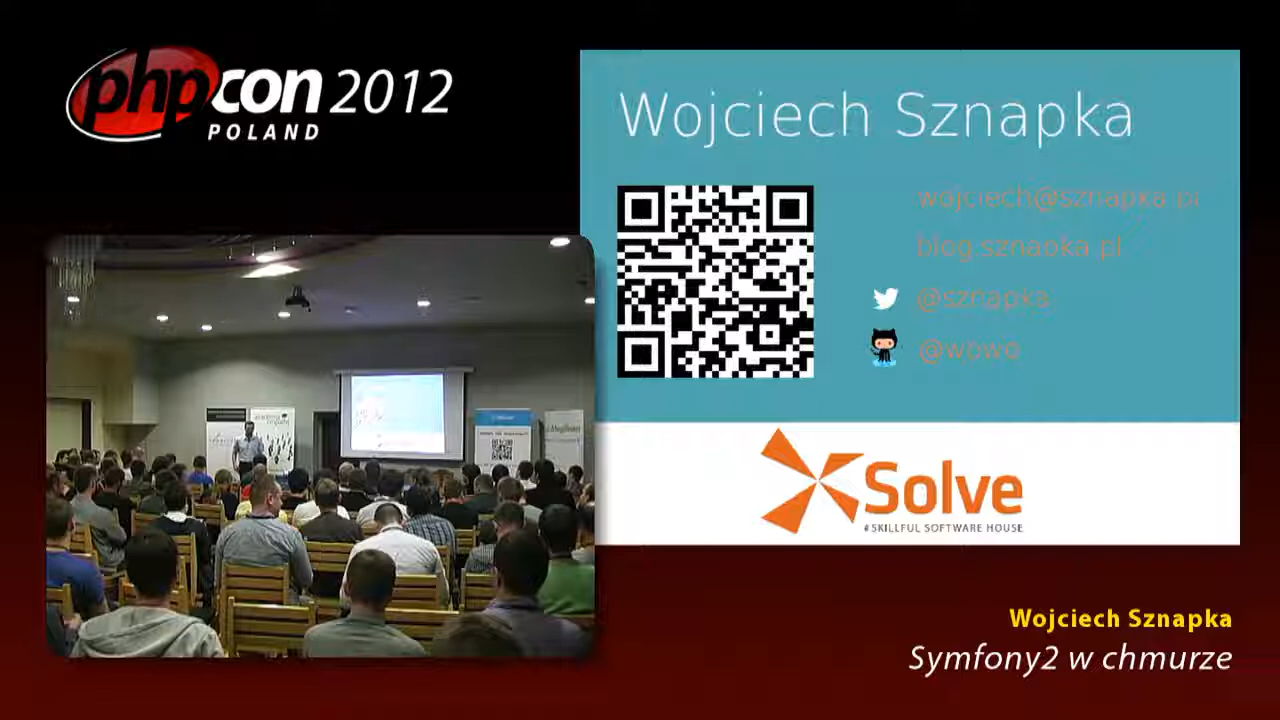 phpcon 2012
POLAND
Wojciech Sznapka
wojciech@sznapka.pl
blog.sznapka.pl
@sznapka
@wowo
XSolve
#SKILLFUL SOFTWARE HOUSE
Wojciech Sznapka
Symfony2 w chmurze